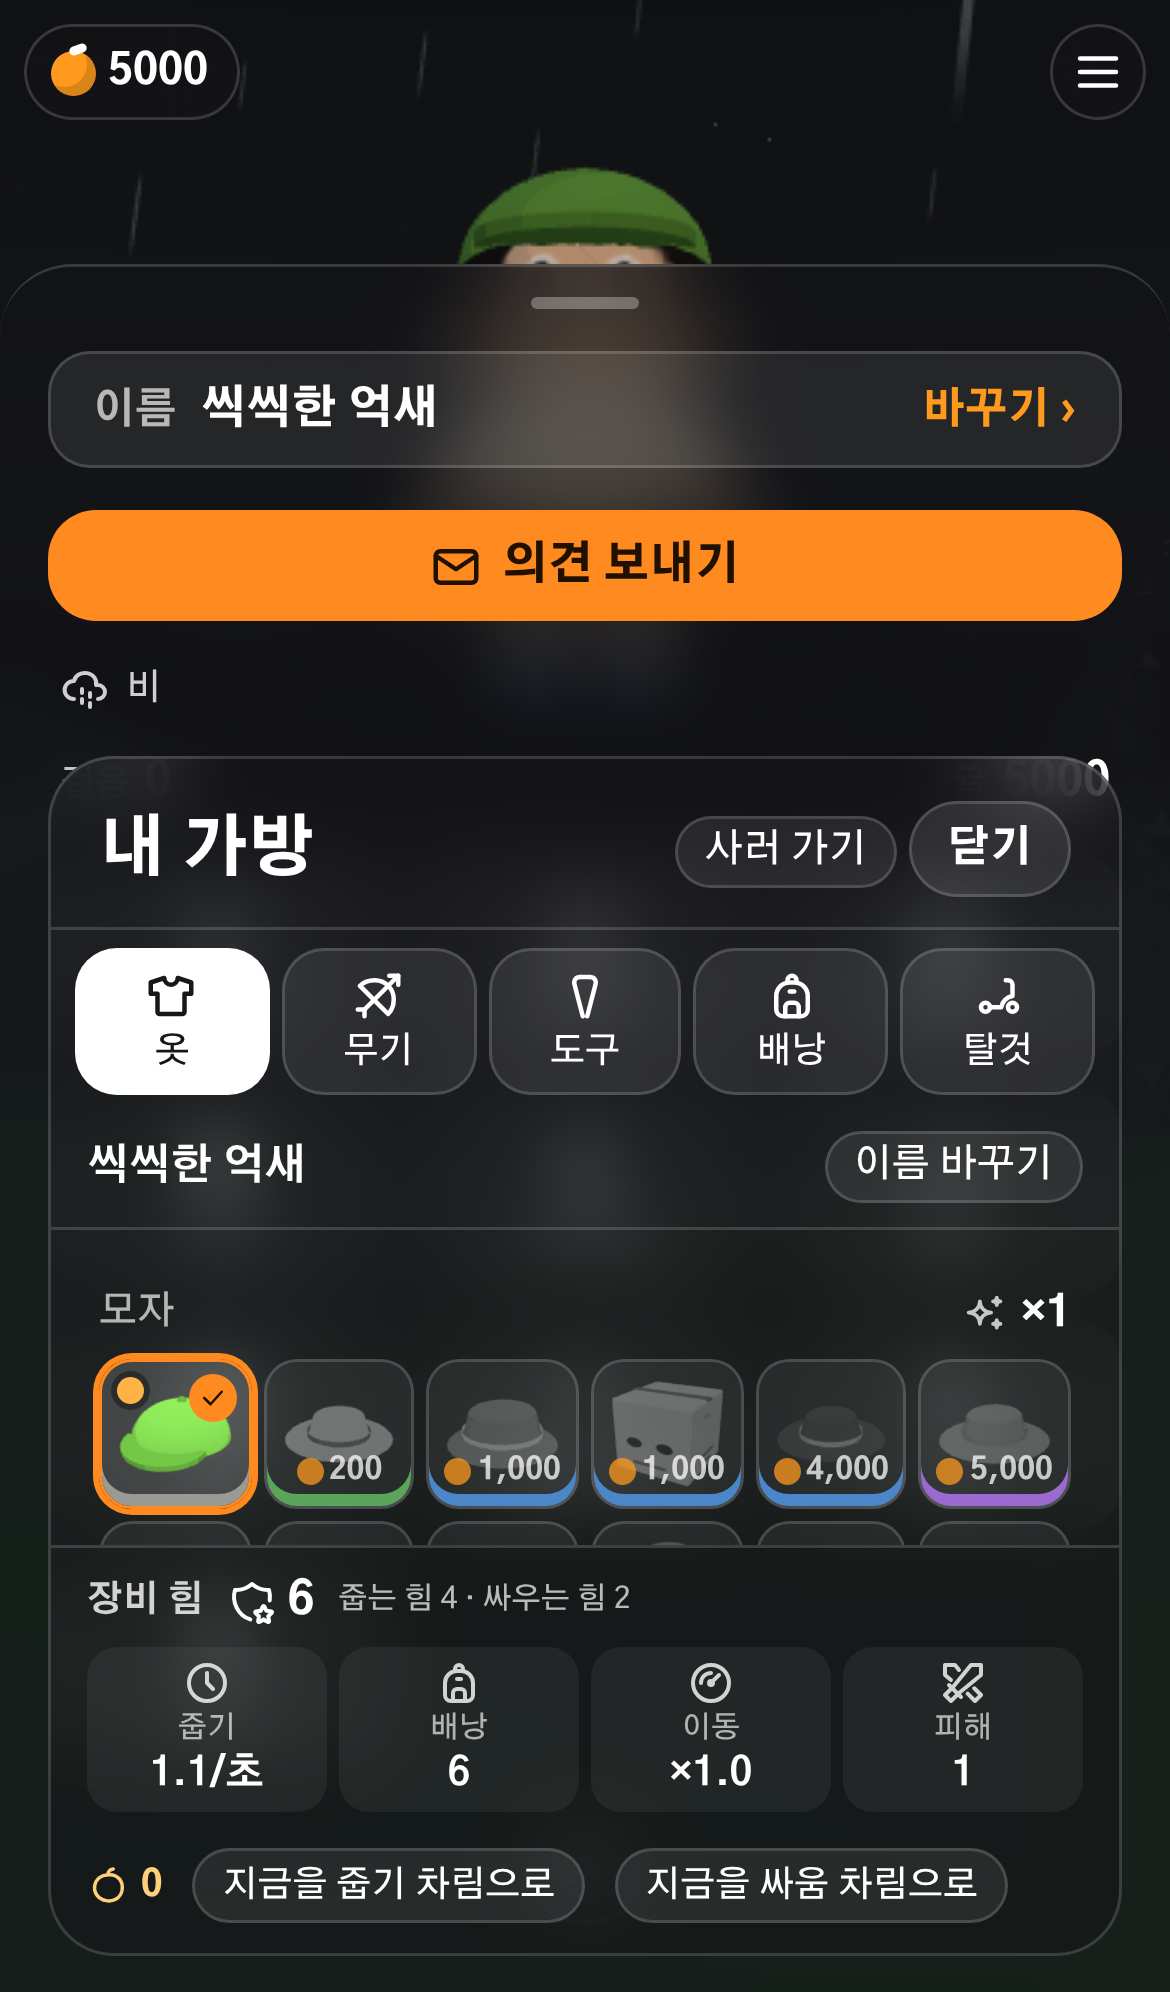 5000
이름 씩씩한 억새 바꾸기 ›
의견 보내기
비
0 5000
내 가방 사러 가기 닫기
옷 무기 도구 배낭 탈것
씩씩한 억새 이름 바꾸기
모자 ×1
200 1,000 1,000 4,000 5,000
장비 힘 6 줍는 힘 4 · 싸우는 힘 2
줍기 배낭 이동 피해
1.1/초 6 ×1.0 1
0 지금을 줍기 차림으로 지금을 싸움 차림으로